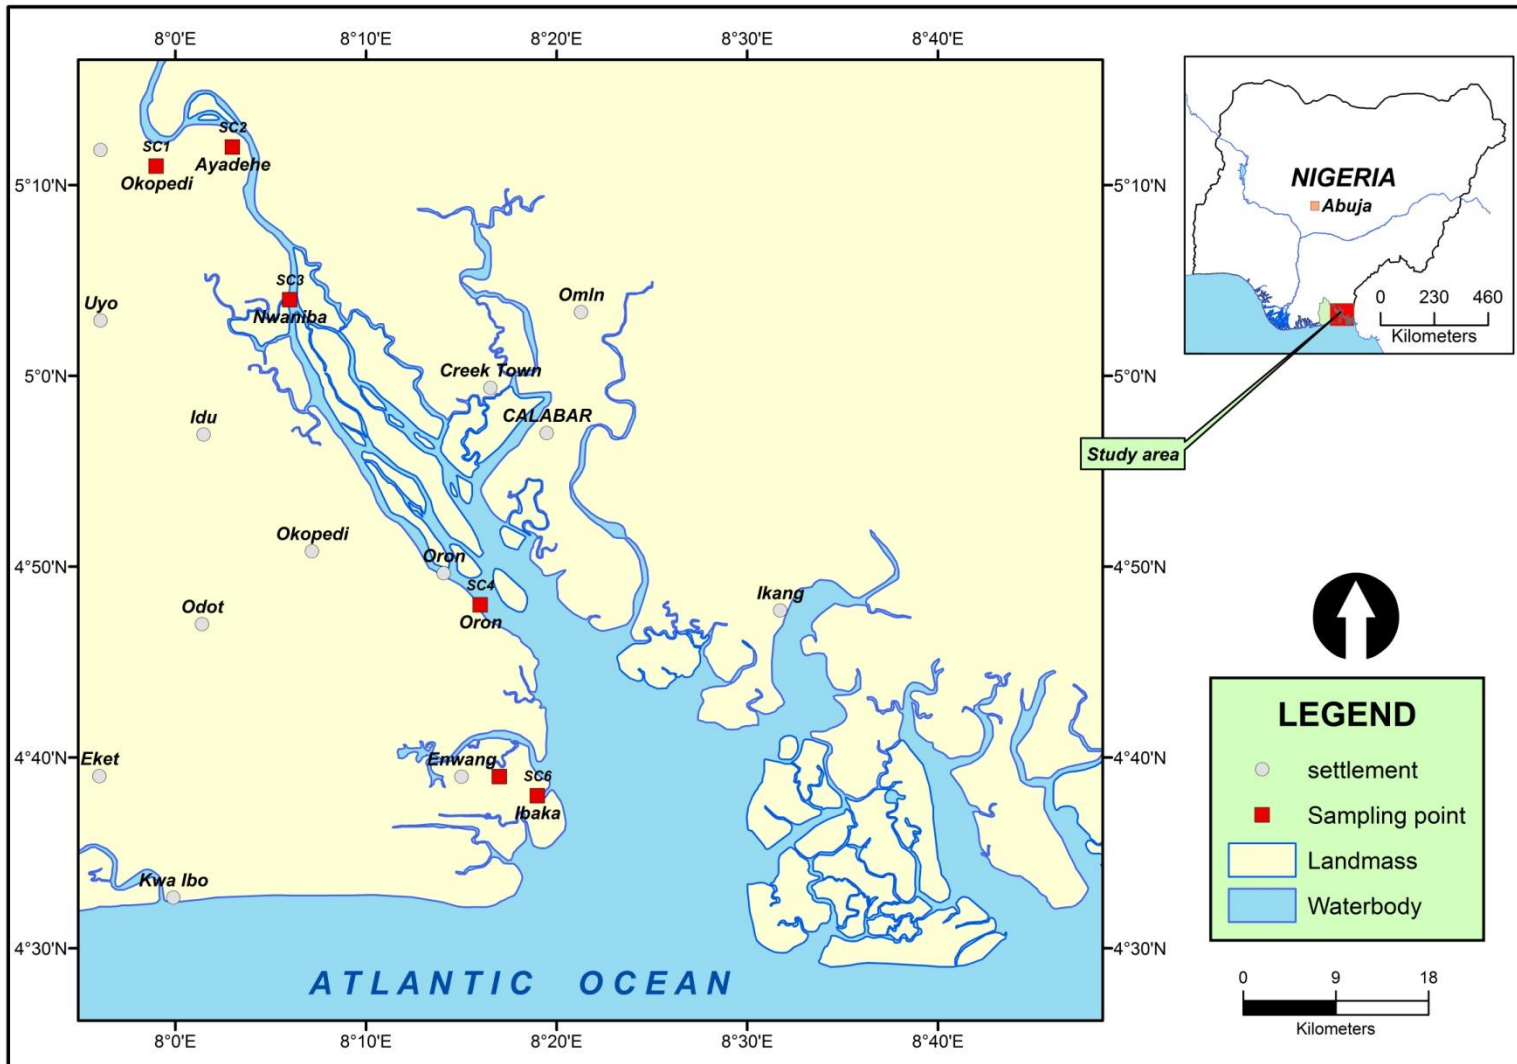 8°0'E
8°10'E
8°20'E
8°30'E
8°40'E
SC2
SC1
Ayadehe
Okopedi
5°10'N
5°10'N
NIGERIA
Abuja
0 230 460
Kilometers
SC3
Nwaniba
Uyo
OmIn
Creek Town
5°0'N
5°0'N
CALABAR
Idu
Study area
Okopedi
Oron
4°50'N
4°50'N
SC4
Oron
Ikang
Odot
Eket
Enwang
4°40'N
4°40'N
SC6
Ibaka
Kwa Ibo
4°30'N
4°30'N
ATLANTIC OCEAN
8°0'E
8°10'E
8°20'E
8°30'E
8°40'E
LEGEND
settlement
Sampling point
Landmass
Waterbody
0 9 18
Kilometers